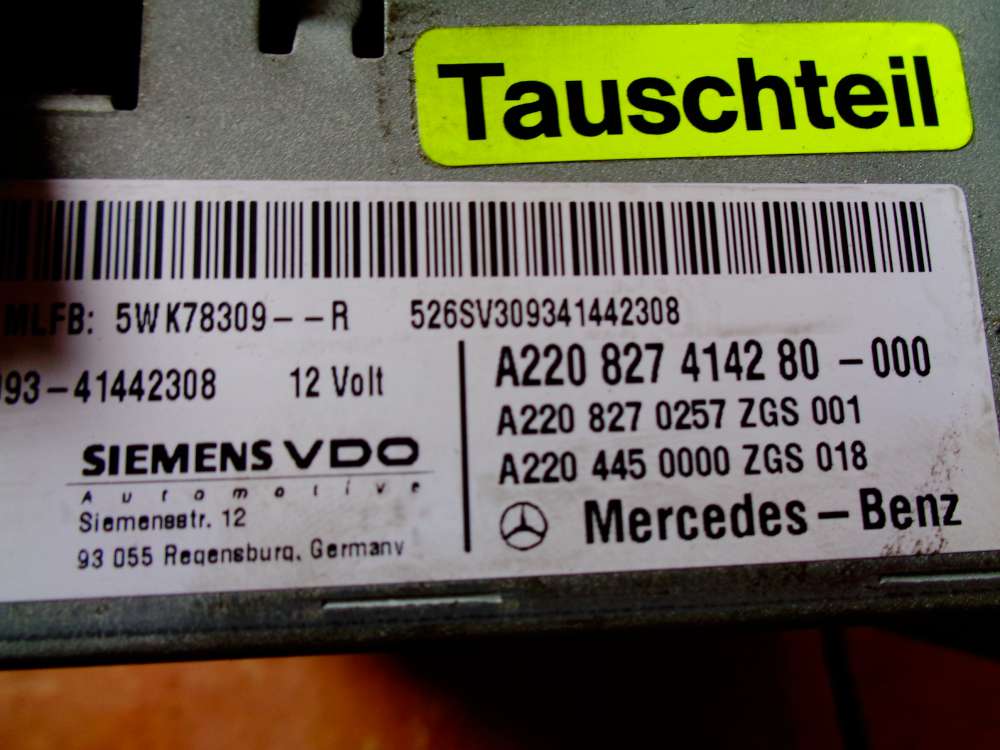 Tauschteil
MLFB: 5WK78309--R 526SV309341442308
093-41442308 12 Volt
A220 827 4142 80 -000
A220 827 0257 ZGS 001
A220 445 0000 ZGS 018
SIEMENS VDO
Automotive
Siemensstr. 12
93 055 Regensburg, Germany
Mercedes-Benz